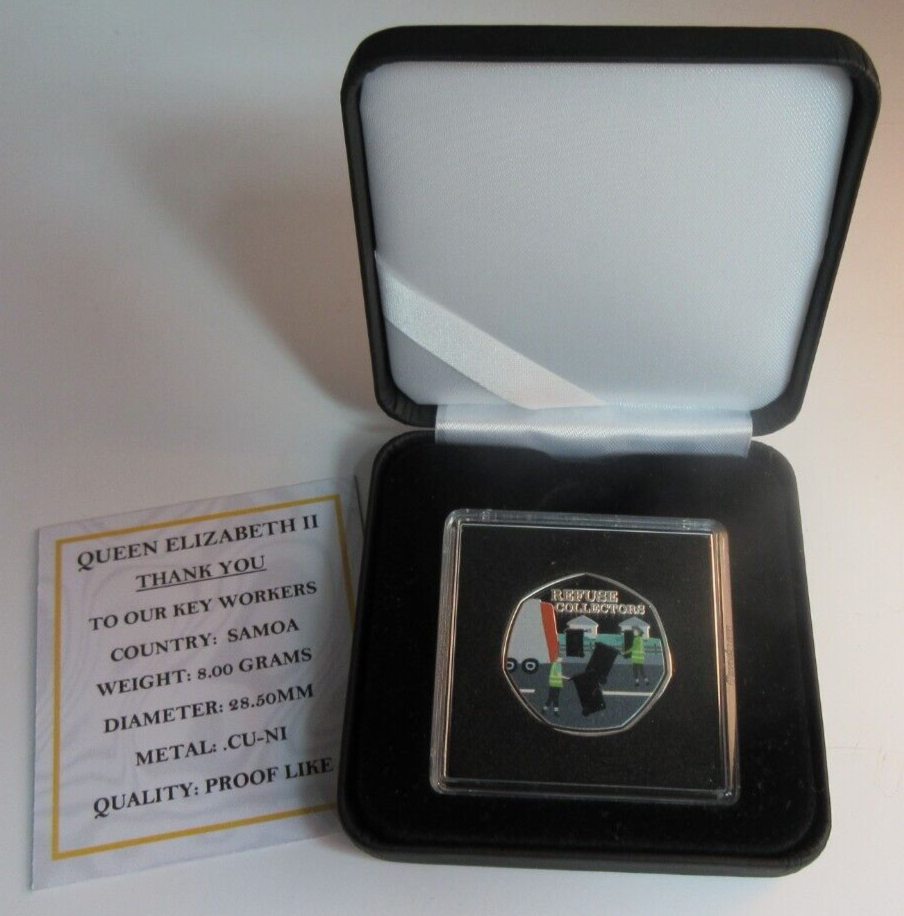 QUEEN ELIZABETH II
THANK YOU
TO OUR KEY WORKERS
COUNTRY: SAMOA
WEIGHT: 8.00 GRAMS
DIAMETER: 28.50MM
METAL: .CU-NI
QUALITY: PROOF LIKE
REFUSE
COLLECTORS